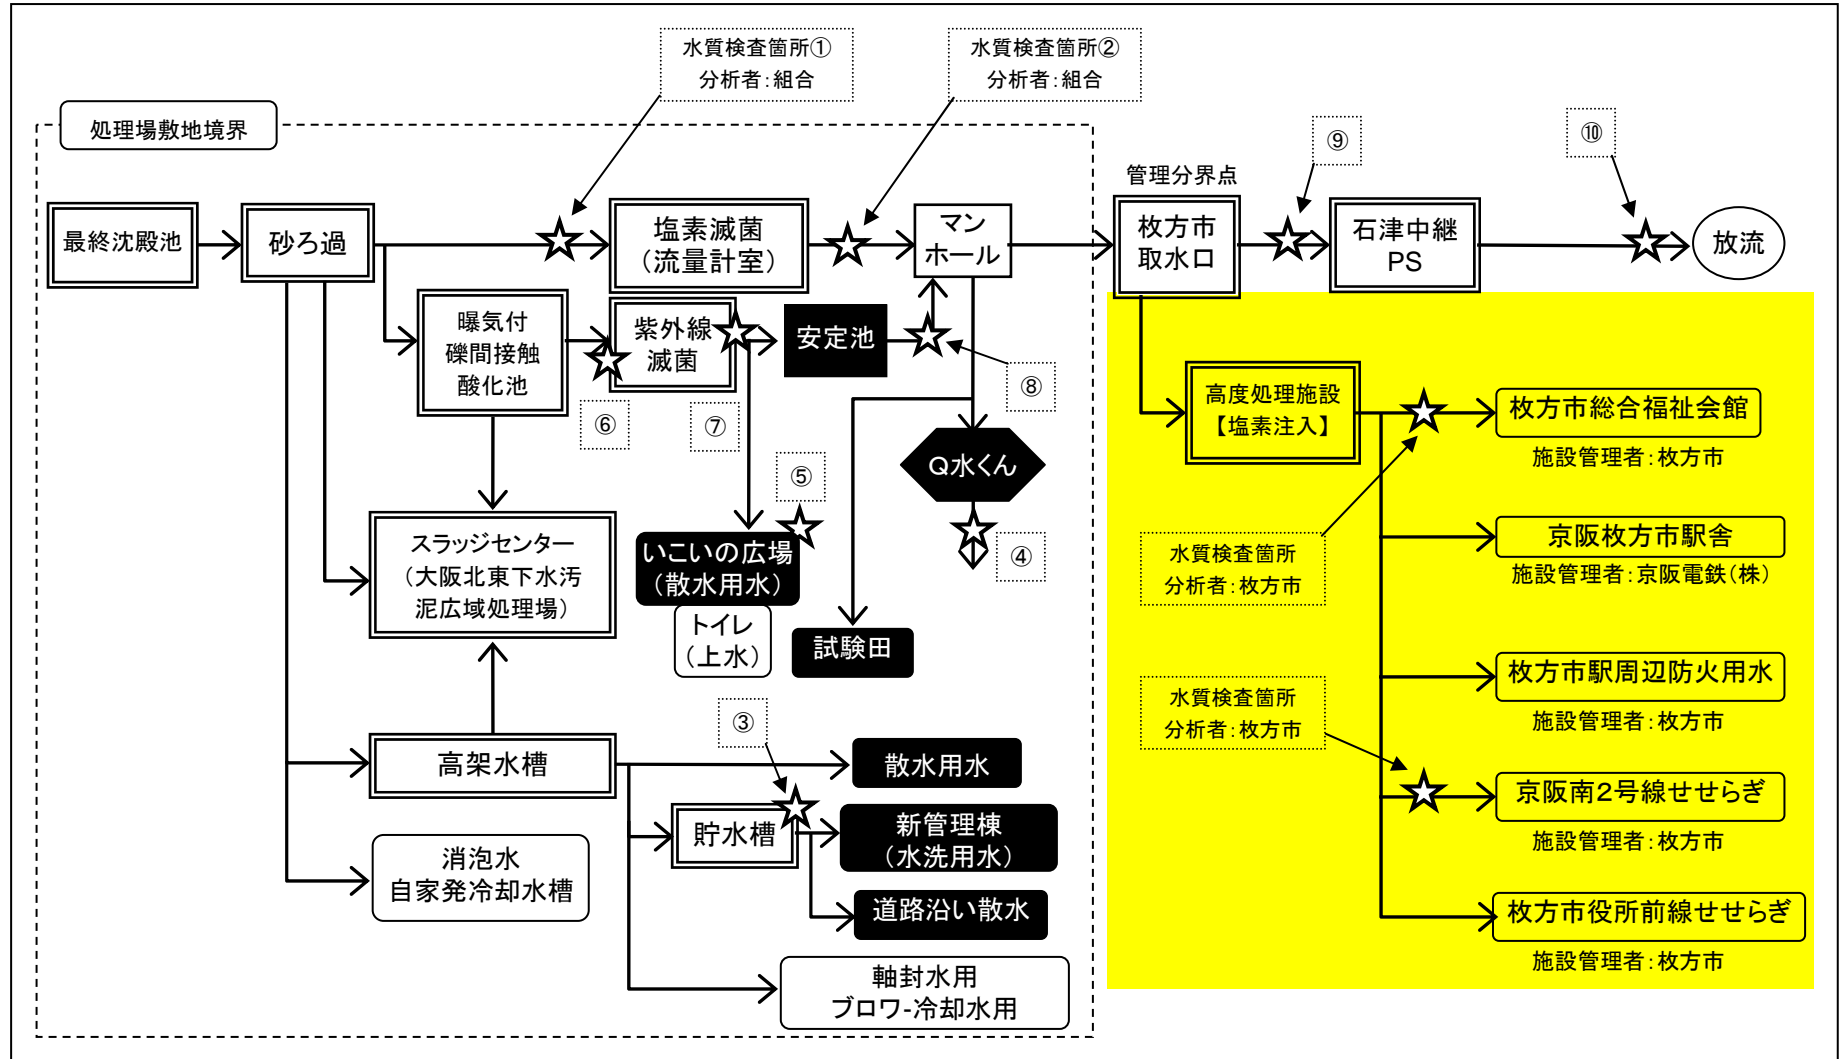 水質検査箇所①
分析者：組合
水質検査箇所②
分析者：組合
処理場敷地境界
⑨
⑩
管理分界点
最終沈殿池
砂ろ過
塩素滅菌
（流量計室）
マン
ホール
枚方市
取水口
石津中継
PS
放流
曝気付
礫間接触
酸化池
紫外線
滅菌
安定池
⑥
⑦
⑧
高度処理施設
【塩素注入】
枚方市総合福祉会館
施設管理者：枚方市
Q水くん
⑤
④
スラッジセンター
（大阪北東下水汚
泥広域処理場）
いこいの広場
（散水用水）
トイレ
（上水）
試験田
水質検査箇所
分析者：枚方市
京阪枚方市駅舎
施設管理者：京阪電鉄（株）
枚方市駅周辺防火用水
施設管理者：枚方市
水質検査箇所
分析者：枚方市
③
高架水槽
散水用水
貯水槽
新管理棟
（水洗用水）
京阪南2号線せせらぎ
施設管理者：枚方市
消泡水
自家発冷却水槽
道路沿い散水
枚方市役所前線せせらぎ
施設管理者：枚方市
軸封水用
ブロワ-冷却水用